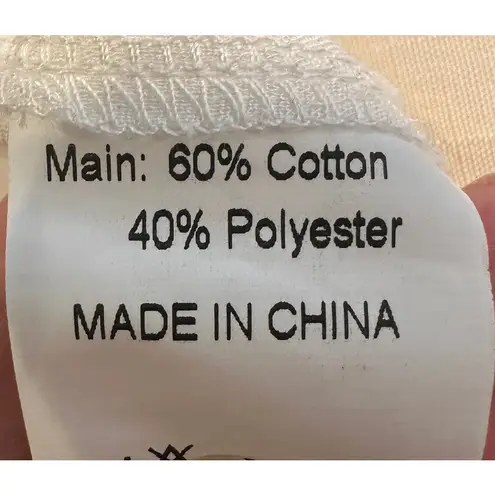 Main: 60% Cotton
40% Polyester
MADE IN CHINA